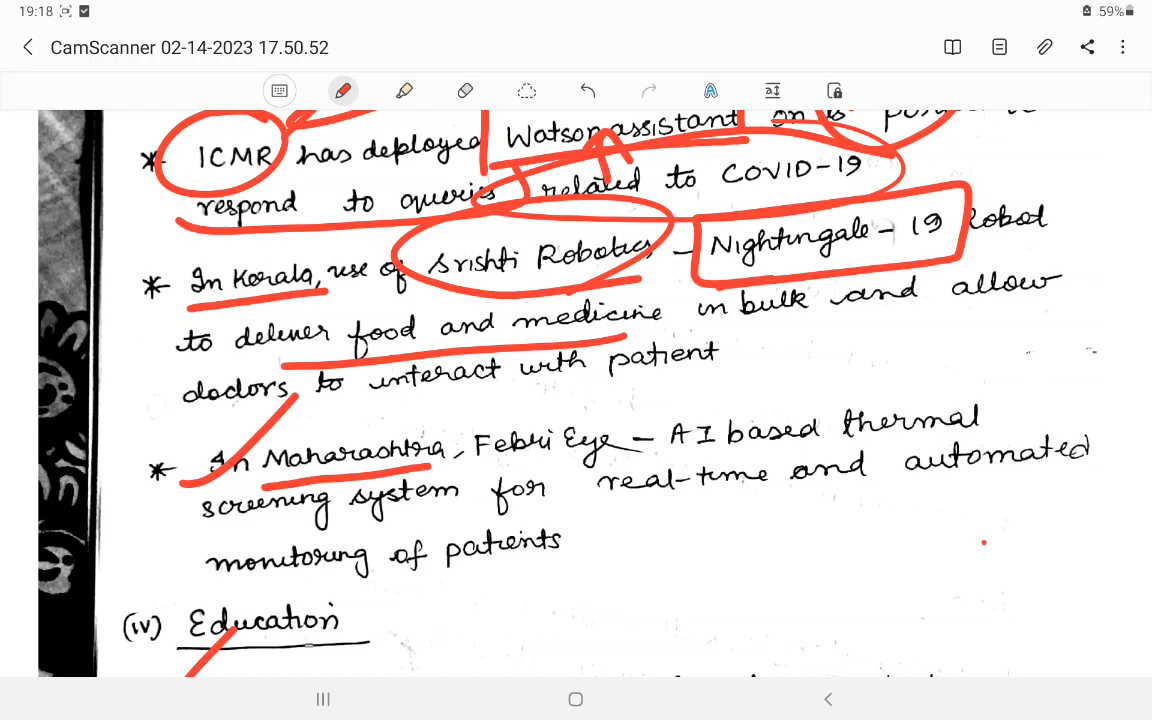 19:18
59%
CamScanner 02-14-2023 17.50.52
* ICMR has deployed Watson assistant on is
respond to queries related to COVID-19
* In Kerala, use of Srishti Robotics - Nightingale-19 Robot
to deliver food and medicine in bulk and allow
doctors to interact with patient
* In Maharashtra, Febri Eye - AI based thermal
screening system for real-time and automated
monitoring of patients
(iv) Education